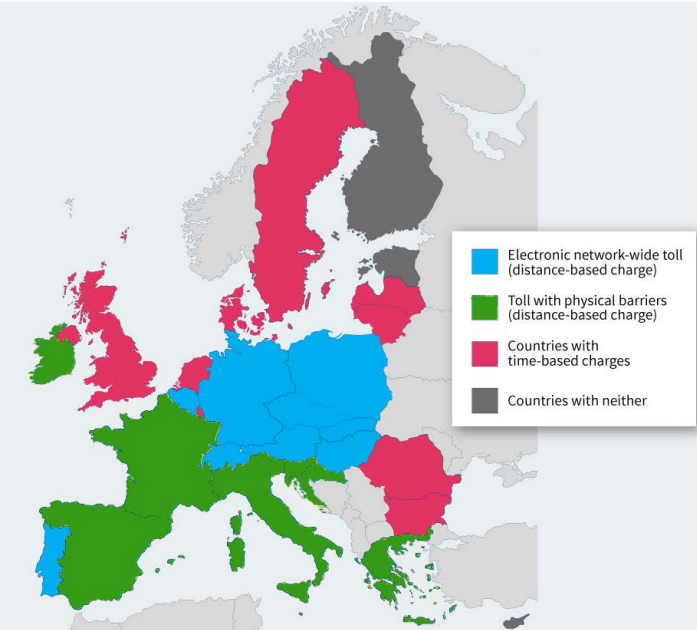 Electronic network-wide toll
(distance-based charge)
Toll with physical barriers
(distance-based charge)
Countries with
time-based charges
Countries with neither